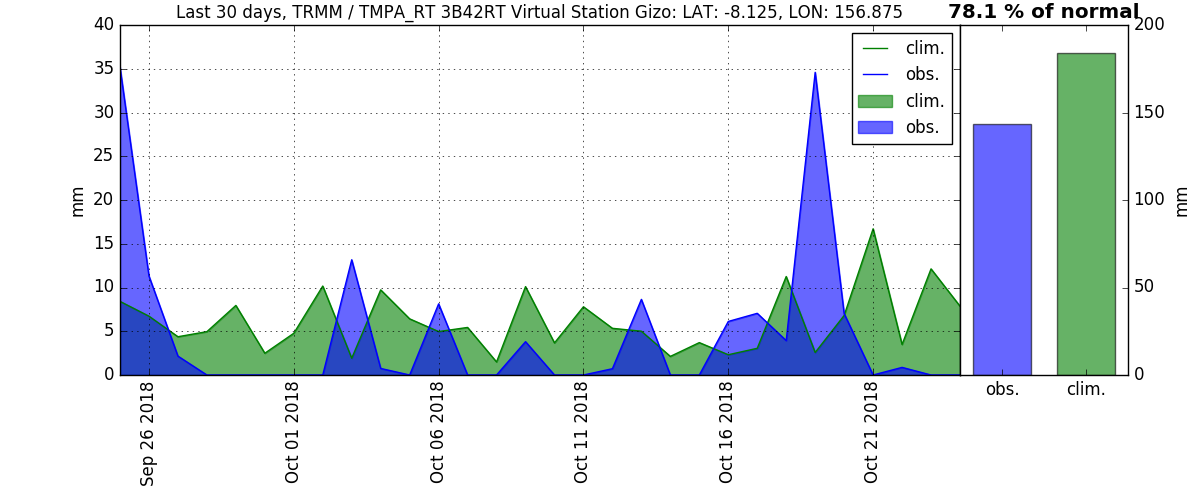 Last 30 days, TRMM / TMPA_RT 3B42RT Virtual Station Gizo: LAT: -8.125, LON: 156.875
78.1 % of normal
mm
40
35
30
25
20
15
10
5
0
clim.
obs.
clim.
obs.
Sep 26 2018
Oct 01 2018
Oct 06 2018
Oct 11 2018
Oct 16 2018
Oct 21 2018
obs.
clim.
200
150
100
50
0
mm